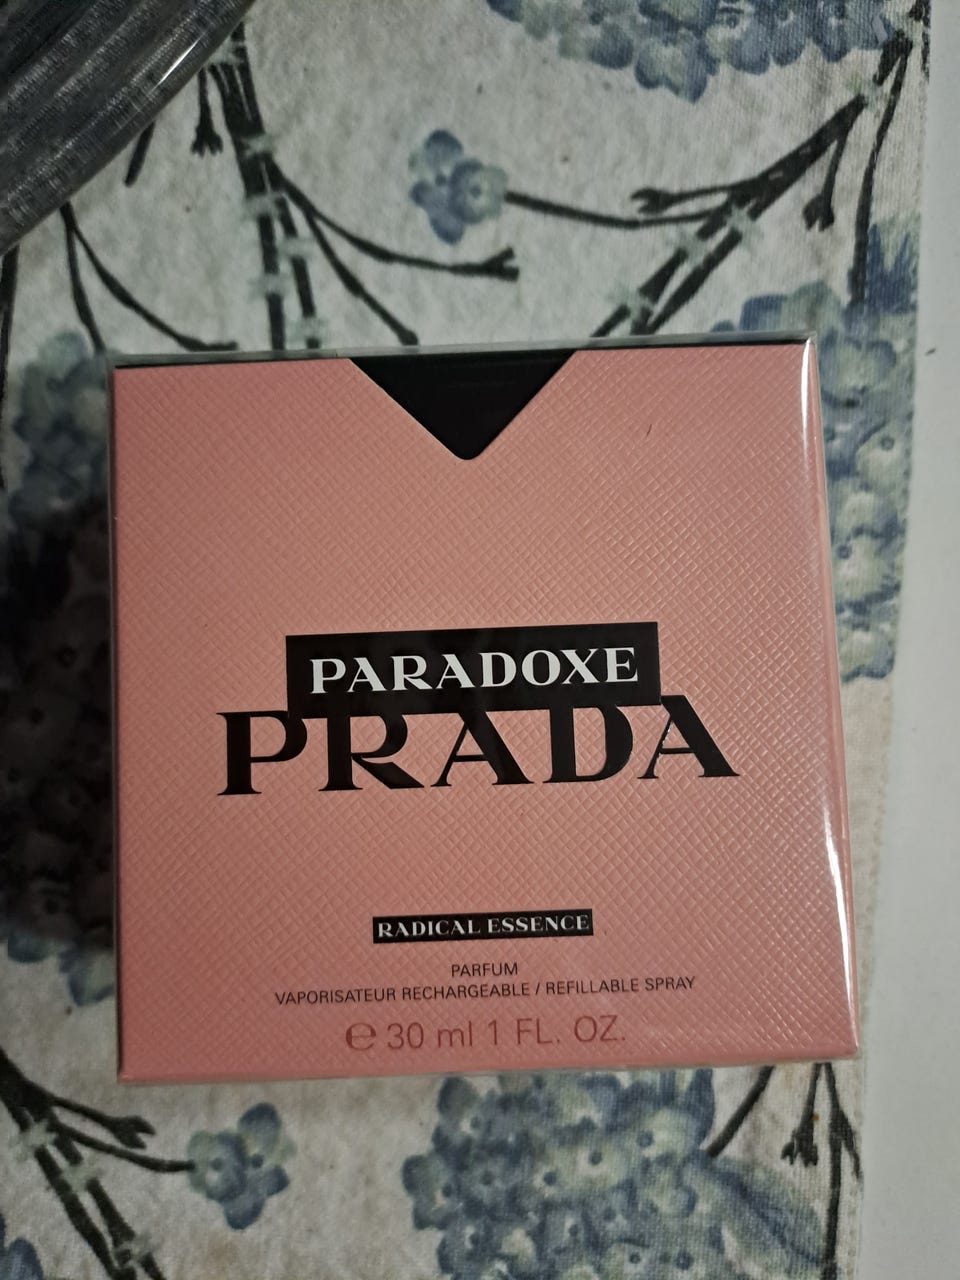 PARADOXE
PRADA
RADICAL ESSENCE
PARFUM
VAPORISATEUR RECHARGEABLE / REFILLABLE SPRAY
℮ 30 ml 1 FL. OZ.